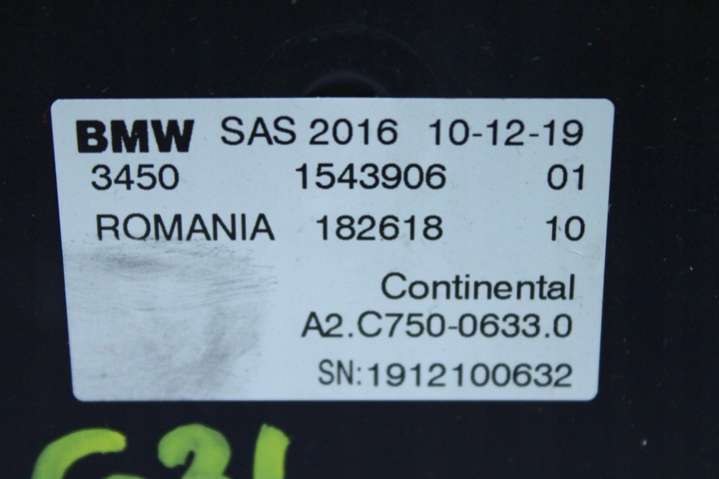 BMW SAS 2016 10-12-19
3450 1543906 01
ROMANIA 182618 10
Continental
A2.C750-0633.0
SN:1912100632
G31